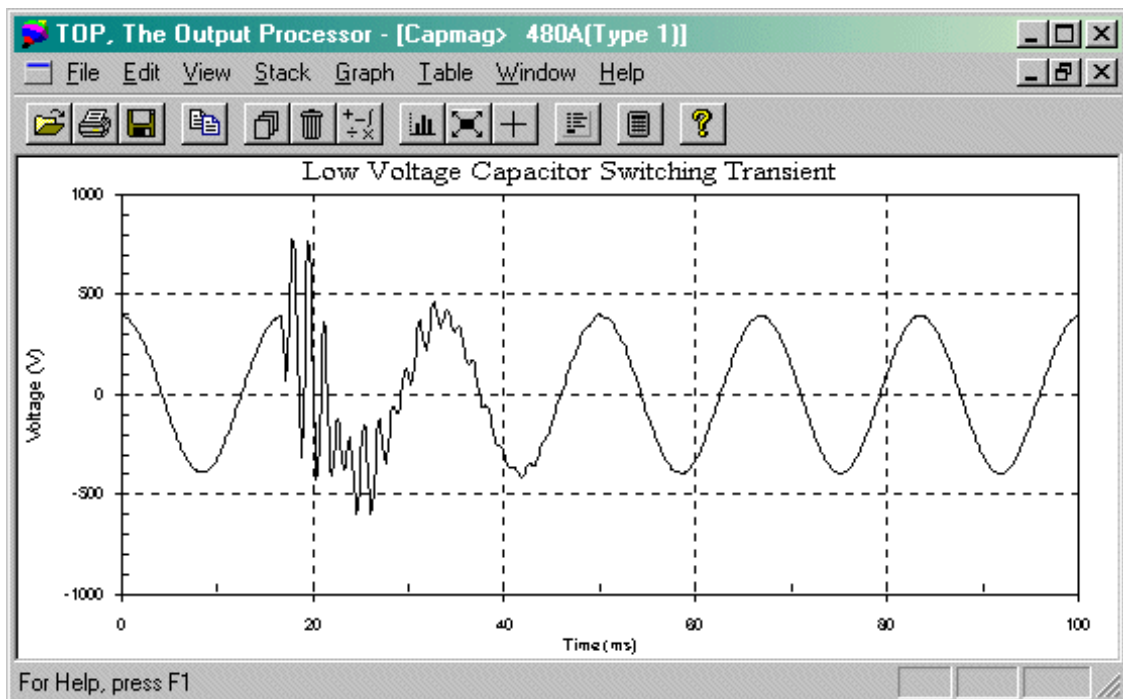 TOP, The Output Processor - [Capmag> 480A(Type 1)]
File Edit View Stack Graph Table Window Help
Low Voltage Capacitor Switching Transient
1000
500
0
-500
-1000
Voltage (V)
0 20 40 60 80 100
Time (ms)
For Help, press F1